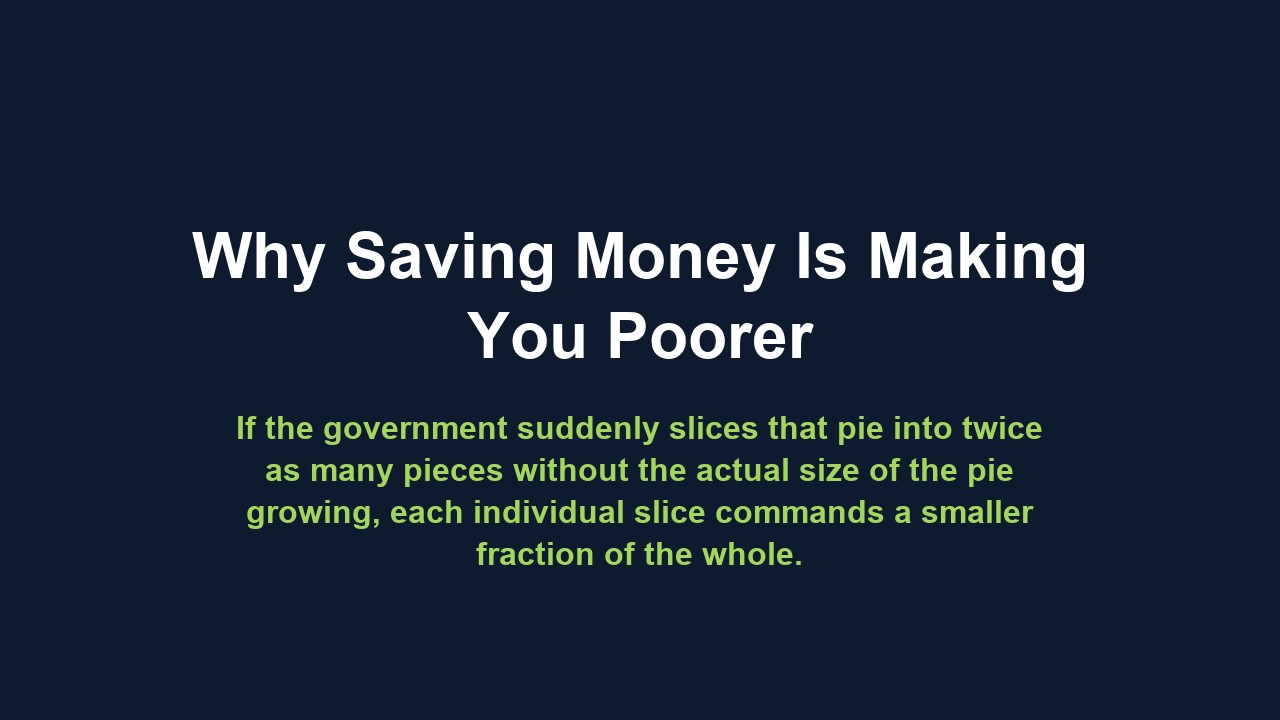 Why Saving Money Is Making
You Poorer
If the government suddenly slices that pie into twice
as many pieces without the actual size of the pie
growing, each individual slice commands a smaller
fraction of the whole.